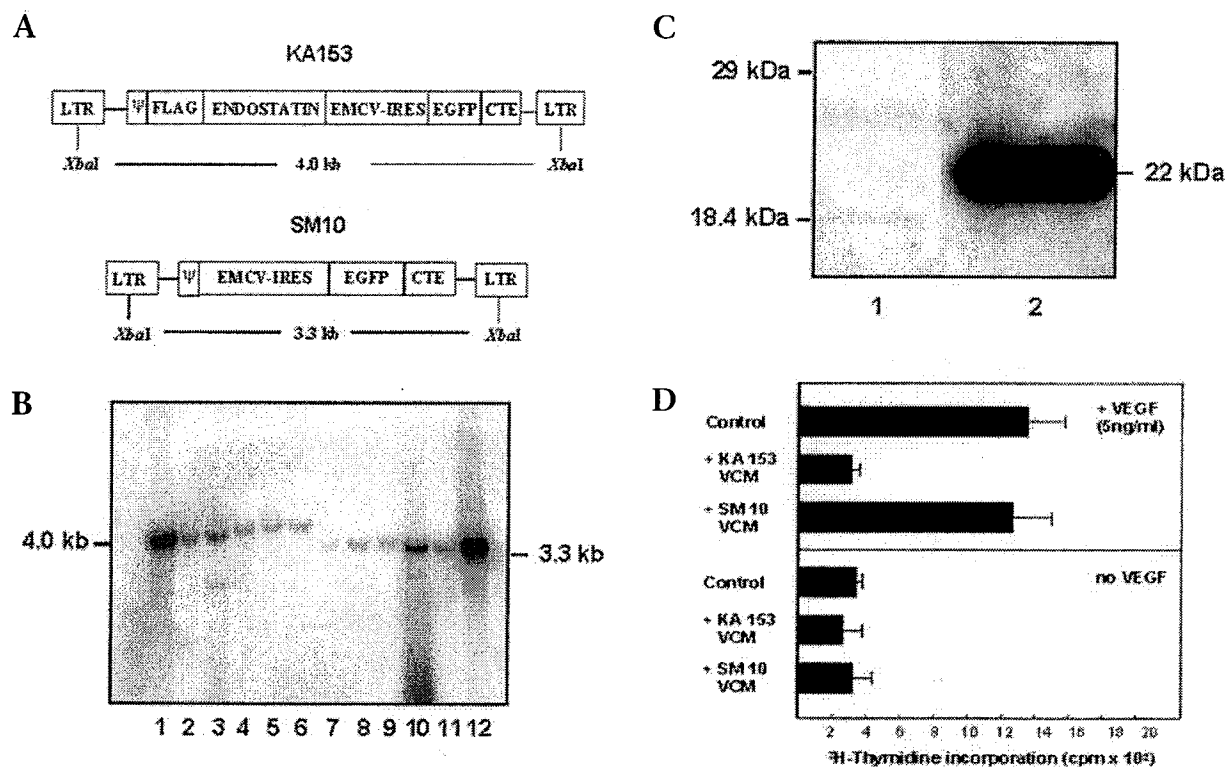 A
KA153
LTR Ψ FLAG ENDOSTATIN EMCV-IRES EGFP CTE LTR
XbaI 4.0 kb XbaI
SM10
LTR Ψ EMCV-IRES EGFP CTE LTR
XbaI 3.3 kb XbaI
B
4.0 kb
3.3 kb
1 2 3 4 5 6 7 8 9 10 11 12
C
29 kDa
22 kDa
18.4 kDa
1 2
D
Control
+ VEGF
(5ng/ml)
+ KA 153
VCM
+ SM 10
VCM
Control
no VEGF
+ KA 153
VCM
+ SM 10
VCM
2 4 6 8 10 12 14 16 18 20
Thymidine incorporation (cpm x